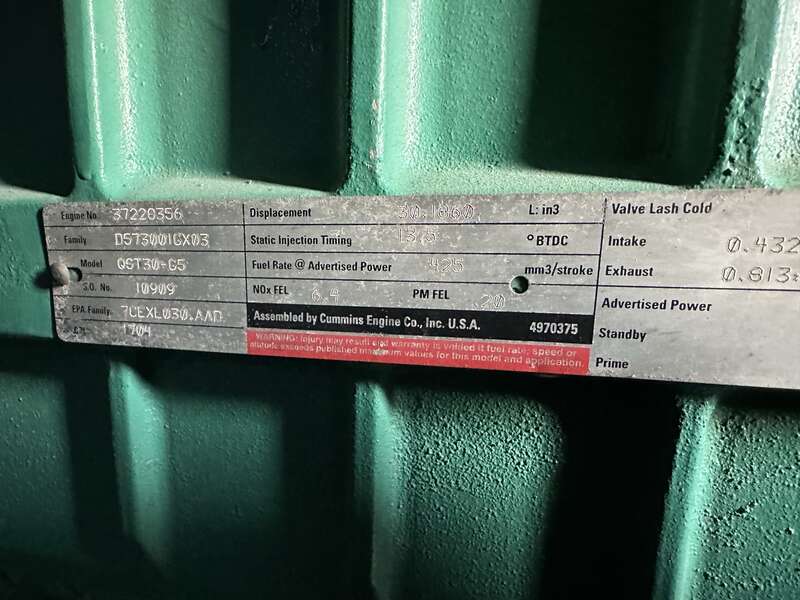 Engine No. 37220356
Family D573001GX03
Model QST30-G5
S.O. No. 10909
EPA Family. 7CEXL030.AAD
1704
Displacement 30.1860 L: in3
Static Injection Timing 13.5 °BTDC
Fuel Rate @ Advertised Power 425 mm3/stroke
NOx FEL 6.4 PM FEL .20
Assembled by Cummins Engine Co., Inc. U.S.A. 4970375
WARNING: Injury may result and warranty is voided if fuel rate, speed or
altitude exceeds published maximum values for this model and application.
Valve Lash Cold
Intake 0.432
Exhaust 0.813
Advertised Power
Standby
Prime